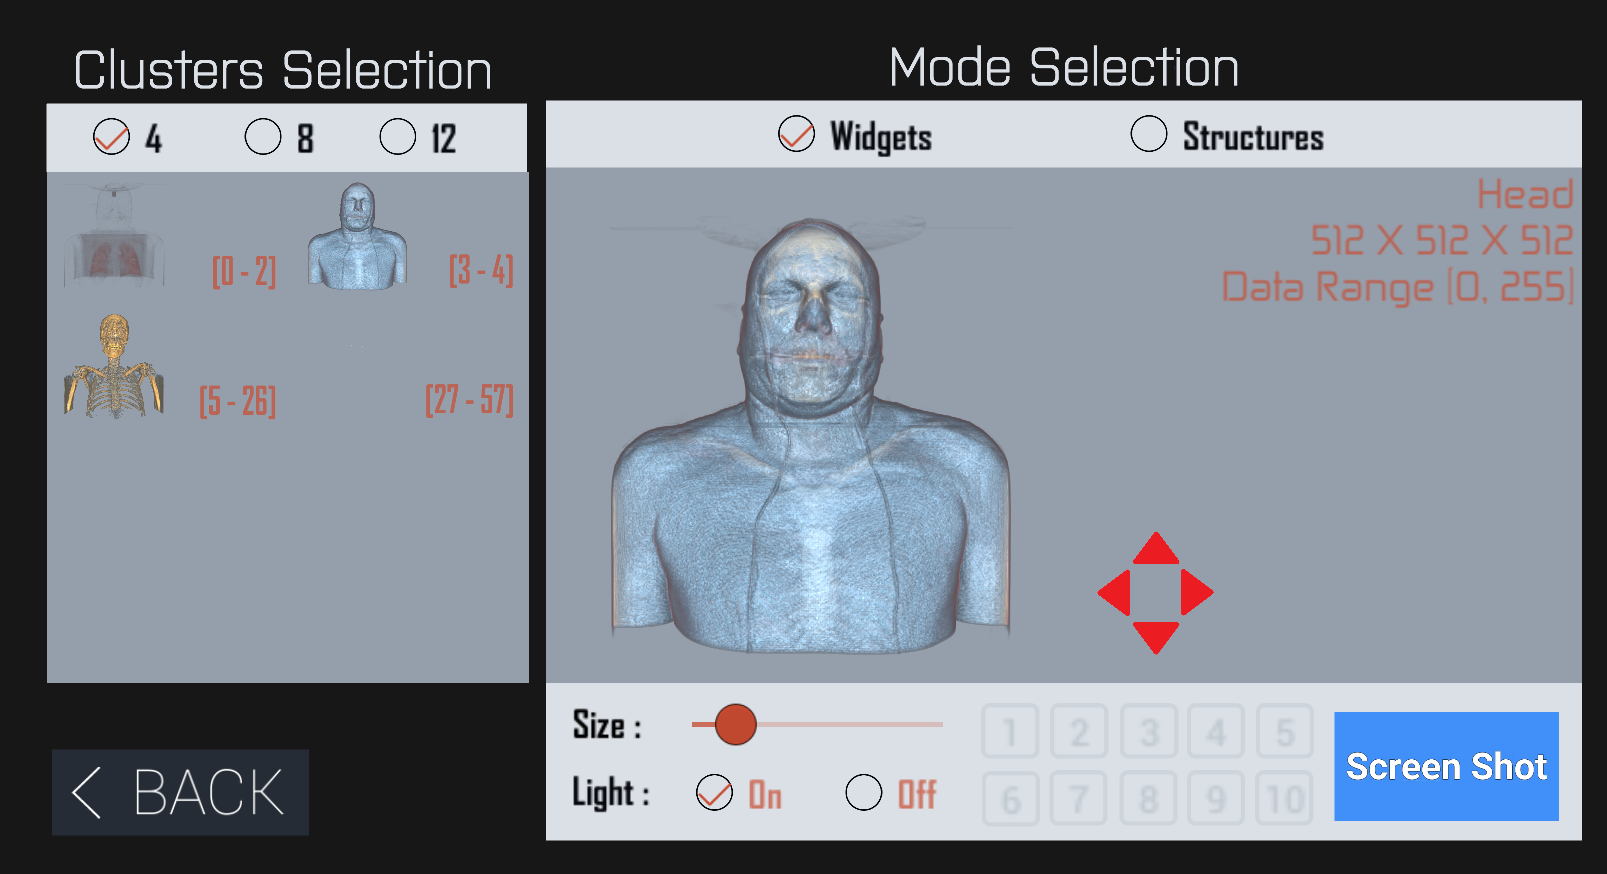 Clusters Selection
4 8 12
[0 - 2] [3 - 4]
[5 - 26] [27 - 57]
BACK
Mode Selection
Widgets Structures
Head
512 X 512 X 512
Data Range [0, 255]
Size :
Light : On Off
1 2 3 4 5
6 7 8 9 10
Screen Shot